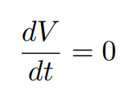 dV/dt = 0